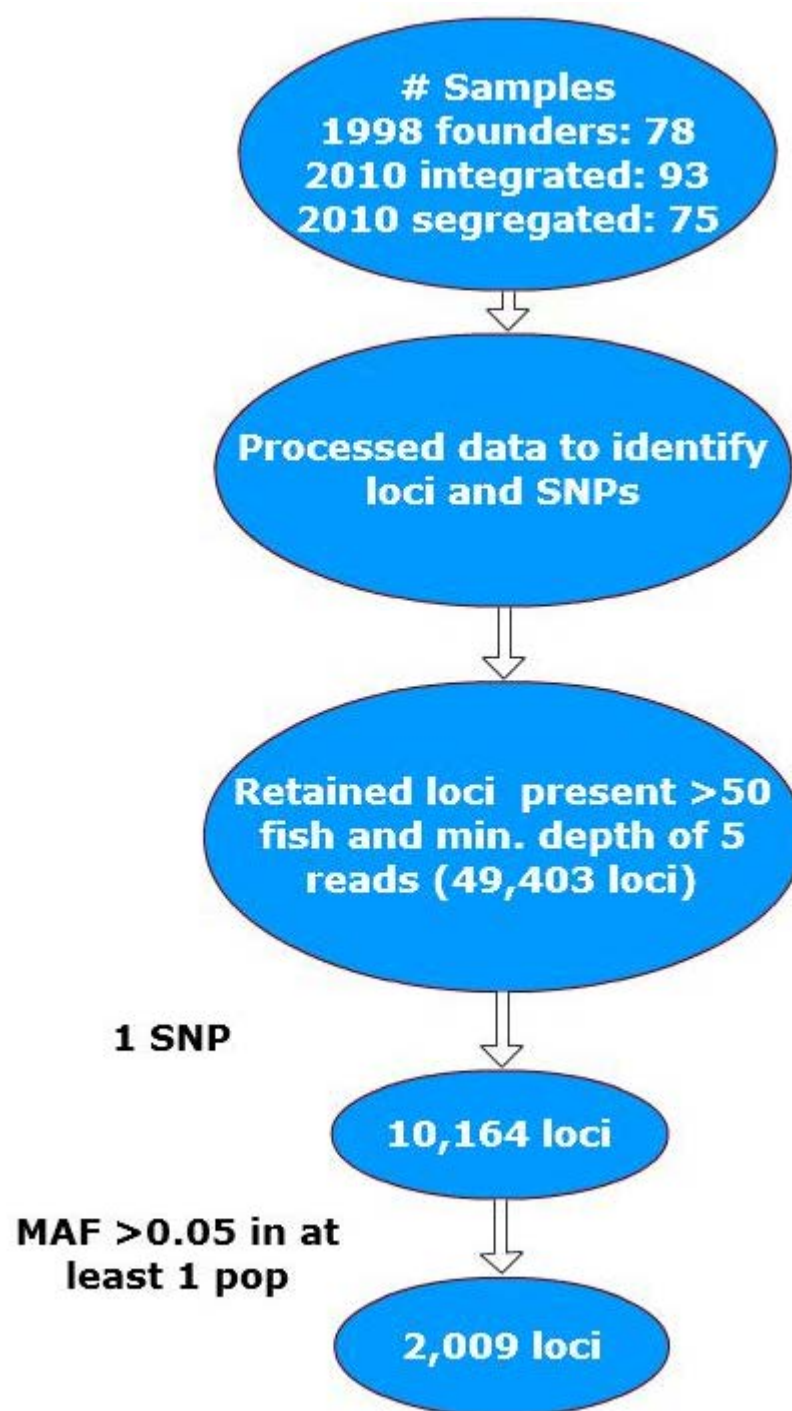 # Samples
1998 founders: 78
2010 integrated: 93
2010 segregated: 75
Processed data to identify
loci and SNPs
Retained loci present >50
fish and min. depth of 5
reads (49,403 loci)
1 SNP
10,164 loci
MAF >0.05 in at
least 1 pop
2,009 loci